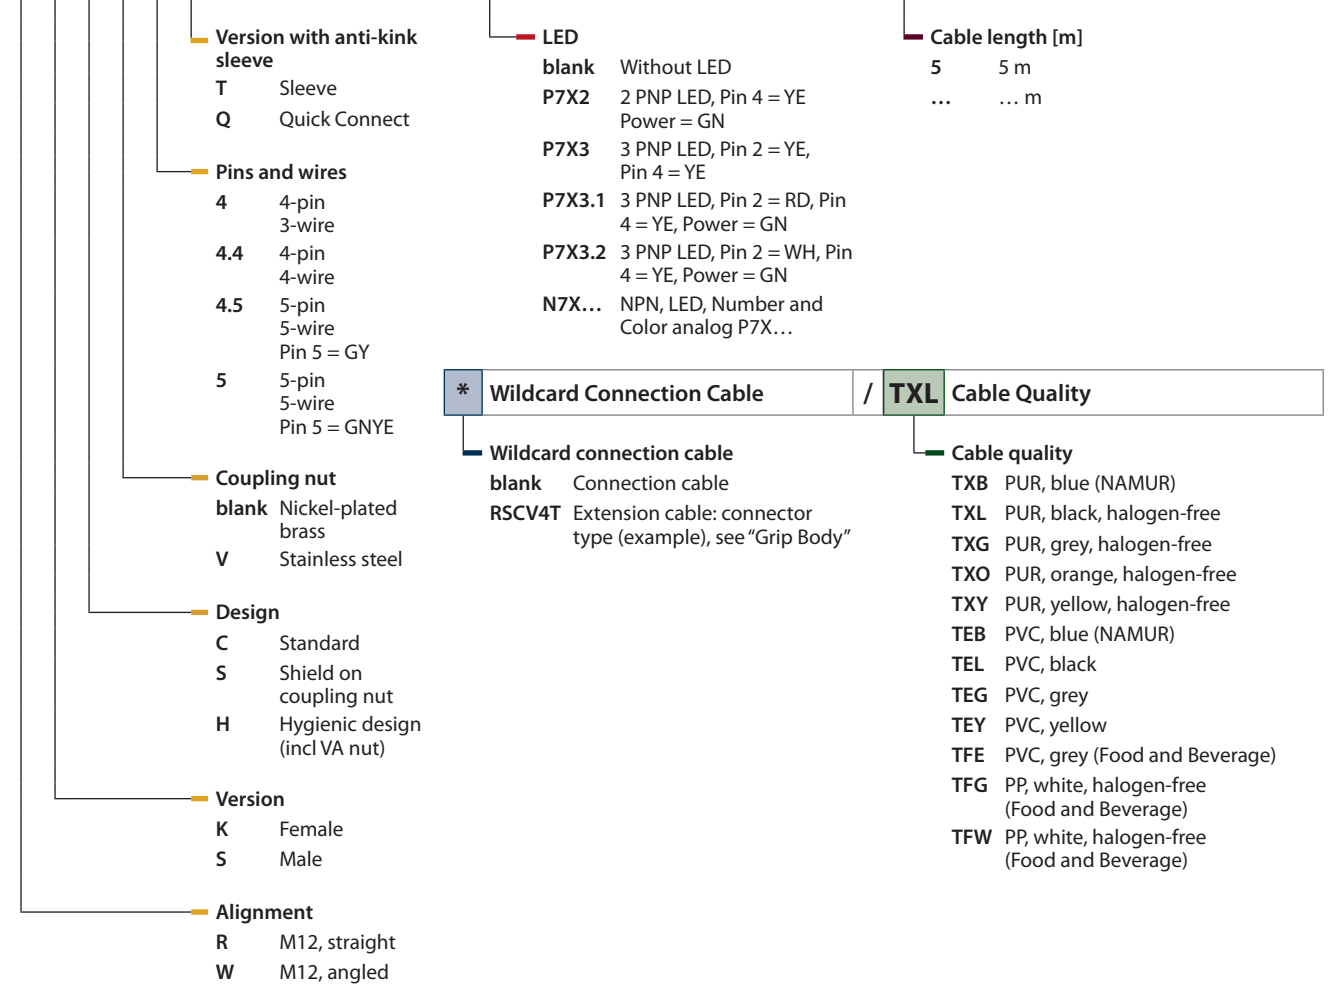 Version with anti-kink
sleeve
T Sleeve
Q Quick Connect
Pins and wires
4 4-pin
3-wire
4.4 4-pin
4-wire
4.5 5-pin
5-wire
Pin 5 = GY
5 5-pin
5-wire
Pin 5 = GNYE
Coupling nut
blank Nickel-plated
brass
V Stainless steel
Design
C Standard
S Shield on
coupling nut
H Hygienic design
(incl VA nut)
Version
K Female
S Male
Alignment
R M12, straight
W M12, angled
LED
blank Without LED
P7X2 2 PNP LED, Pin 4 = YE
Power = GN
P7X3 3 PNP LED, Pin 2 = YE,
Pin 4 = YE
P7X3.1 3 PNP LED, Pin 2 = RD, Pin
4 = YE, Power = GN
P7X3.2 3 PNP LED, Pin 2 = WH, Pin
4 = YE, Power = GN
N7X… NPN, LED, Number and
Color analog P7X…
Cable length [m]
5 5 m
… … m
* Wildcard Connection Cable / TXL Cable Quality
Wildcard connection cable
blank Connection cable
RSCV4T Extension cable: connector
type (example), see “Grip Body”
Cable quality
TXB PUR, blue (NAMUR)
TXL PUR, black, halogen-free
TXG PUR, grey, halogen-free
TXO PUR, orange, halogen-free
TXY PUR, yellow, halogen-free
TEB PVC, blue (NAMUR)
TEL PVC, black
TEG PVC, grey
TEY PVC, yellow
TFE PVC, grey (Food and Beverage)
TFG PP, white, halogen-free
(Food and Beverage)
TFW PP, white, halogen-free
(Food and Beverage)